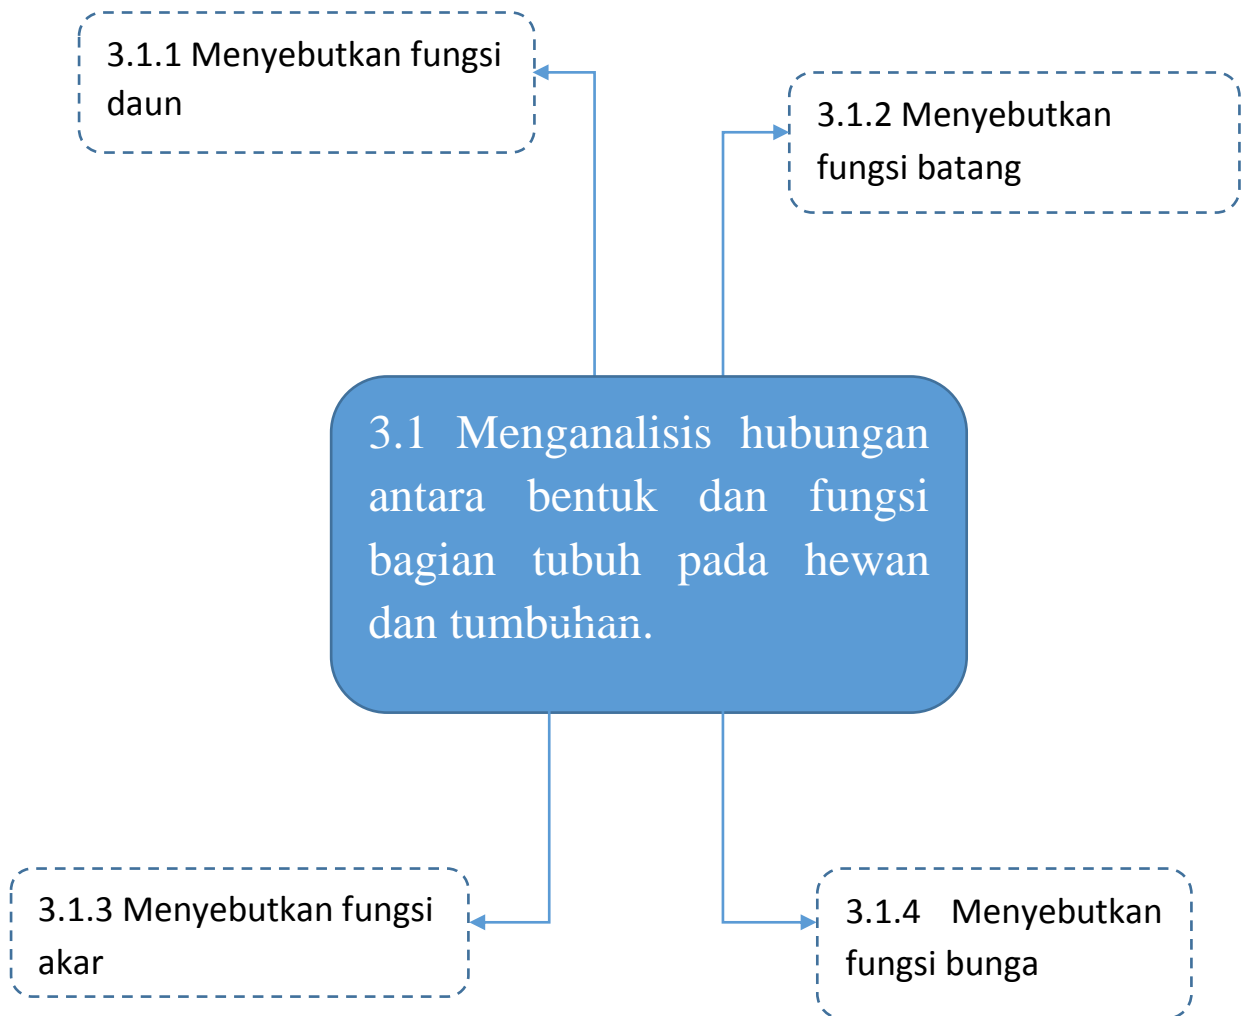 3.1.1 Menyebutkan fungsi
daun
3.1.2 Menyebutkan
fungsi batang
3.1 Menganalisis hubungan
antara bentuk dan fungsi
bagian tubuh pada hewan
dan tumbuhan.
3.1.3 Menyebutkan fungsi
akar
3.1.4 Menyebutkan
fungsi bunga